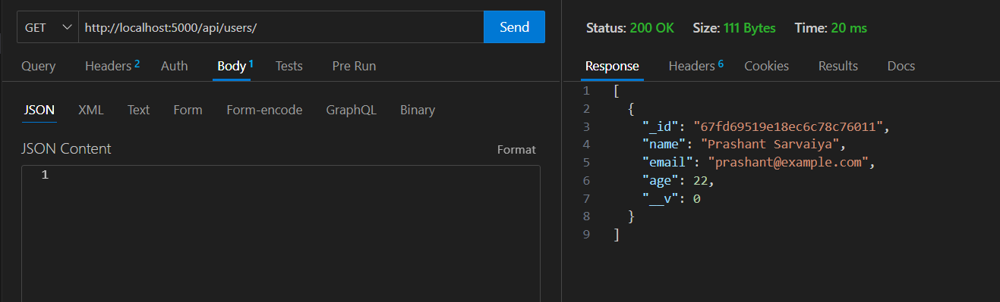 GET http://localhost:5000/api/users/ Send
Query Headers 2 Auth Body 1 Tests Pre Run
JSON XML Text Form Form-encode GraphQL Binary
JSON Content Format
1
Status: 200 OK Size: 111 Bytes Time: 20 ms
Response Headers 6 Cookies Results Docs
1 [
2 {
3 "_id": "67fd69519e18ec6c78c76011",
4 "name": "Prashant Sarvaiya",
5 "email": "prashant@example.com",
6 "age": 22,
7 "__v": 0
8 }
9 ]